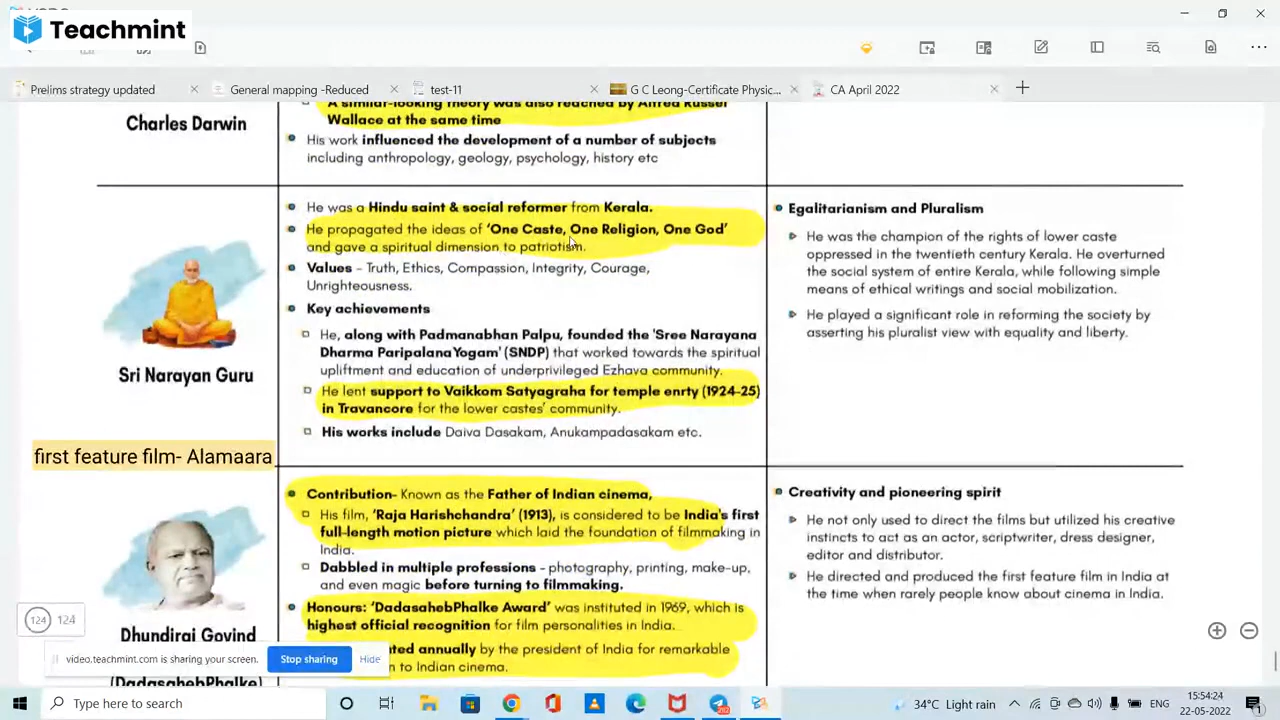 Teachmint
Prelims strategy updated
General mapping -Reduced
test-11
G C Leong-Certificate Physic...
CA April 2022
A similar-looking theory was also reached by Alfred Russel
Wallace at the same time
Charles Darwin
His work influenced the development of a number of subjects
including anthropology, geology, psychology, history etc
He was a Hindu saint & social reformer from Kerala.
He propagated the ideas of ‘One Caste, One Religion, One God’
and gave a spiritual dimension to patriotism.
Values - Truth, Ethics, Compassion, Integrity, Courage,
Unrighteousness.
Key achievements
He, along with Padmanabhan Palpu, founded the 'Sree Narayana
Dharma ParipalanaYogam' (SNDP) that worked towards the spiritual
upliftment and education of underprivileged Ezhava community.
He lent support to Vaikkom Satyagraha for temple enrty (1924-25)
in Travancore for the lower castes' community.
His works include Daiva Dasakam, Anukampadasakam etc.
Sri Narayan Guru
Egalitarianism and Pluralism
He was the champion of the rights of lower caste
oppressed in the twentieth century Kerala. He overturned
the social system of entire Kerala, while following simple
means of ethical writings and social mobilization.
He played a significant role in reforming the society by
asserting his pluralist view with equality and liberty.
first feature film- Alamaara
Contribution- Known as the Father of Indian cinema,
His film, ‘Raja Harishchandra’ (1913), is considered to be India's first
full-length motion picture which laid the foundation of filmmaking in
India.
Dabbled in multiple professions - photography, printing, make-up,
and even magic before turning to filmmaking.
Honours: ‘DadasahebPhalke Award’ was instituted in 1969, which is
highest official recognition for film personalities in India.
annually by the president of India for remarkable
to Indian cinema.
Dhundiraj Govind
(DadasahebPhalke)
Creativity and pioneering spirit
He not only used to direct the films but utilized his creative
instincts to act as an actor, scriptwriter, dress designer,
editor and distributor.
He directed and produced the first feature film in India at
the time when rarely people know about cinema in India.
124 124
video.teachmint.com is sharing your screen.
Stop sharing
Hide
Type here to search
34°C Light rain
ENG
15:54:24
22-05-2022